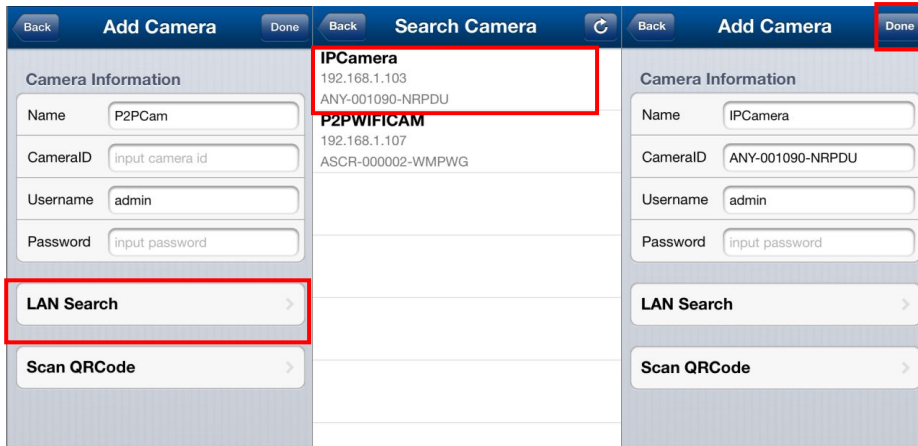 Back Add Camera Done
Camera Information
Name P2PCam
CameraID input camera id
Username admin
Password input password
LAN Search
Scan QRCode
Back Search Camera
IPCamera
192.168.1.103
ANY-001090-NRPDU
P2PWIFICAM
192.168.1.107
ASCR-000002-WMPWG
Back Add Camera Done
Camera Information
Name IPCamera
CameraID ANY-001090-NRPDU
Username admin
Password input password
LAN Search
Scan QRCode